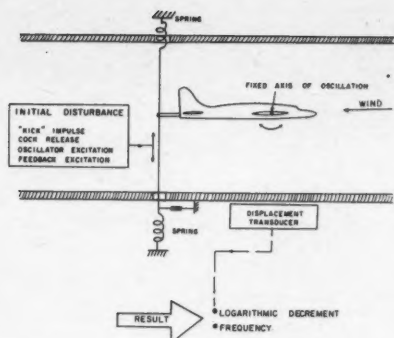 SPRING
FIXED AXIS OF OSCILLATION
WIND
INITIAL DISTURBANCE
"KICK" IMPULSE
COCK RELEASE
OSCILLATOR EXCITATION
FEEDBACK EXCITATION
DISPLACEMENT
TRANSDUCER
SPRING
RESULT
• LOGARITHMIC DECREMENT
• FREQUENCY